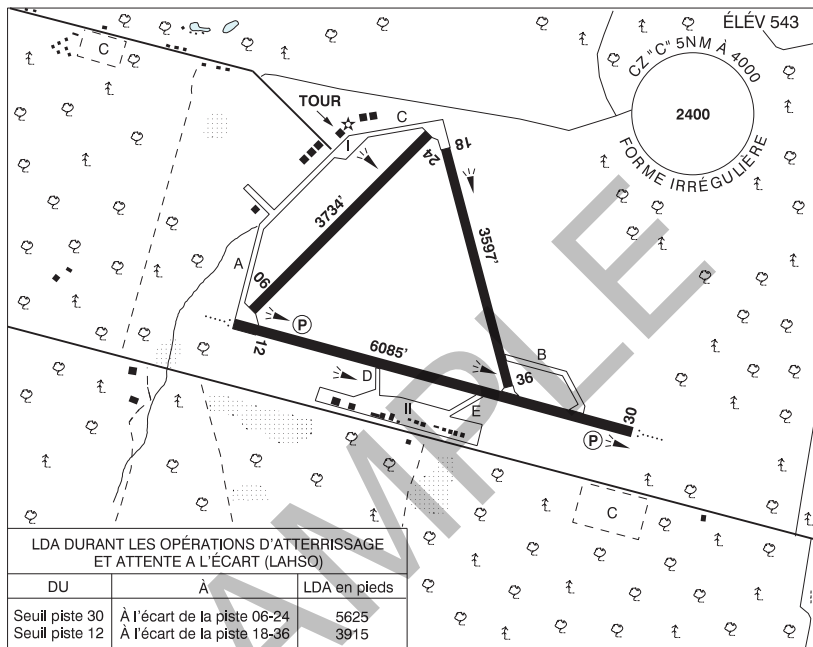 ÉLÉV 543
C
CZ "C" 5NM À 4000
2400
FORME IRRÉGULIÈRE
TOUR
C
I
18
24
3734'
3597'
A
06
P
12
6085'
B
D
36
II
E
30
P
C
LDA DURANT LES OPÉRATIONS D'ATTERRISSAGE
ET ATTENTE A L'ÉCART (LAHSO)
DU À LDA en pieds
Seuil piste 30 À l'écart de la piste 06-24 5625
Seuil piste 12 À l'écart de la piste 18-36 3915
SAMPLE